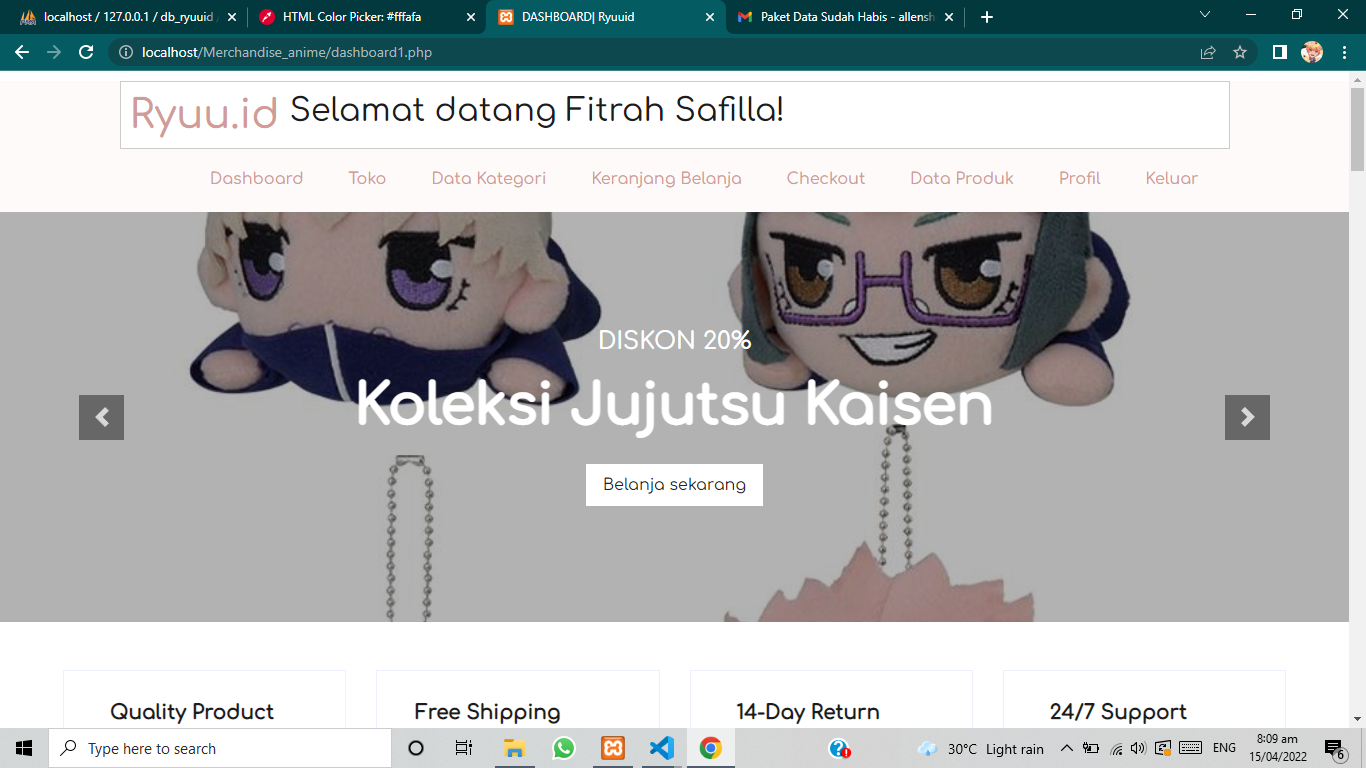 localhost / 127.0.0.1 / db_ryuuid
HTML Color Picker: #fffafa
DASHBOARD| Ryuuid
Paket Data Sudah Habis - allensh
localhost/Merchandise_anime/dashboard1.php
Ryuu.id Selamat datang Fitrah Safilla!
Dashboard Toko Data Kategori Keranjang Belanja Checkout Data Produk Profil Keluar
DISKON 20%
Koleksi Jujutsu Kaisen
Belanja sekarang
Quality Product Free Shipping 14-Day Return 24/7 Support
Type here to search
30°C Light rain
ENG
8:09 am
15/04/2022
6